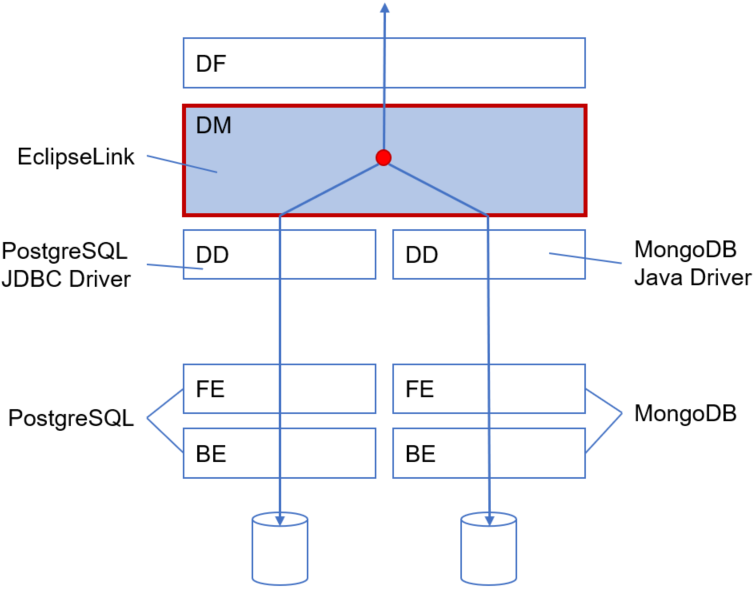 DF
DM
EclipseLink
PostgreSQL
JDBC Driver
DD
DD
MongoDB
Java Driver
FE
FE
PostgreSQL
MongoDB
BE
BE